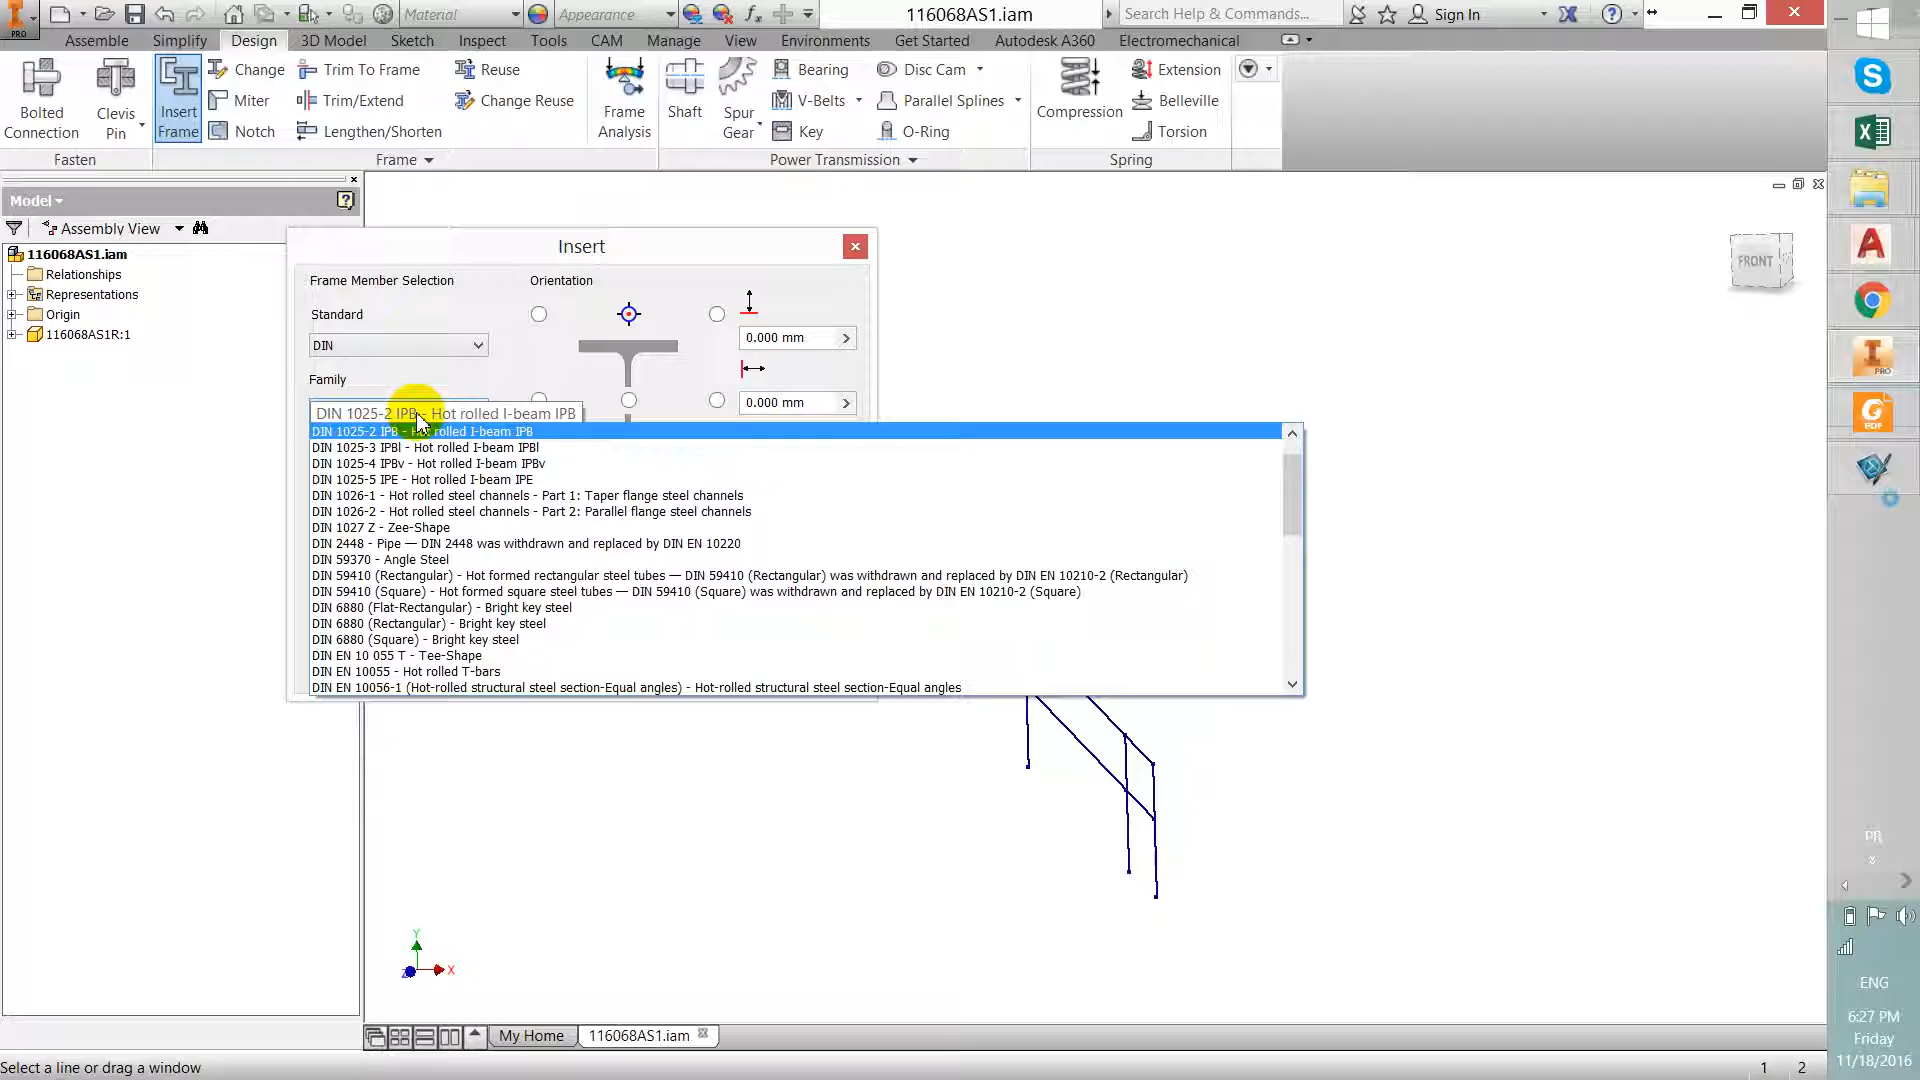 PRO
Material
Appearance
116068AS1.iam
Search Help & Commands...
Sign In
Assemble Simplify Design 3D Model Sketch Inspect Tools CAM Manage View Environments Get Started Autodesk A360 Electromechanical
Bolted
Connection
Clevis
Pin
Insert
Frame
Change
Miter
Notch
Trim To Frame
Trim/Extend
Lengthen/Shorten
Reuse
Change Reuse
Frame
Analysis
Shaft
Spur
Gear
Bearing
V-Belts
Key
Disc Cam
Parallel Splines
O-Ring
Compression
Extension
Belleville
Torsion
Fasten Frame Power Transmission Spring
Model
Assembly View
116068AS1.iam
Relationships
Representations
Origin
116068AS1R:1
Insert
Frame Member Selection
Orientation
Standard
DIN
0.000 mm
Family
0.000 mm
DIN 1025-2 IPB - Hot rolled I-beam IPB
DIN 1025-2 IPB - Hot rolled I-beam IPB
DIN 1025-3 IPBl - Hot rolled I-beam IPBl
DIN 1025-4 IPBv - Hot rolled I-beam IPBv
DIN 1025-5 IPE - Hot rolled I-beam IPE
DIN 1026-1 - Hot rolled steel channels - Part 1: Taper flange steel channels
DIN 1026-2 - Hot rolled steel channels - Part 2: Parallel flange steel channels
DIN 1027 Z - Zee-Shape
DIN 2448 - Pipe — DIN 2448 was withdrawn and replaced by DIN EN 10220
DIN 59370 - Angle Steel
DIN 59410 (Rectangular) - Hot formed rectangular steel tubes — DIN 59410 (Rectangular) was withdrawn and replaced by DIN EN 10210-2 (Rectangular)
DIN 59410 (Square) - Hot formed square steel tubes — DIN 59410 (Square) was withdrawn and replaced by DIN EN 10210-2 (Square)
DIN 6880 (Flat-Rectangular) - Bright key steel
DIN 6880 (Rectangular) - Bright key steel
DIN 6880 (Square) - Bright key steel
DIN EN 10 055 T - Tee-Shape
DIN EN 10055 - Hot rolled T-bars
DIN EN 10056-1 (Hot-rolled structural steel section-Equal angles) - Hot-rolled structural steel section-Equal angles
FRONT
Y
X
Z
My Home
116068AS1.iam
Select a line or drag a window
1 2
PRO
PDF
PR
ENG
6:27 PM
Friday
11/18/2016